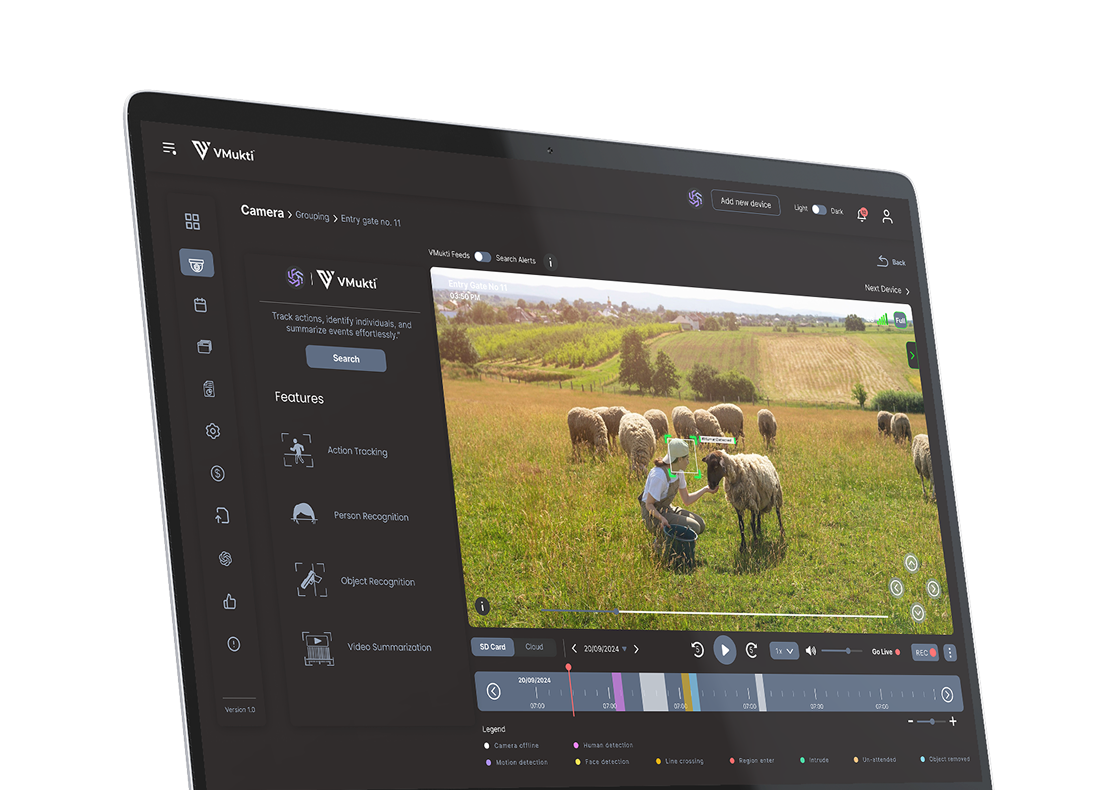 VMukti
Add new device
Light
Dark
Camera > Grouping > Entry gate no. 11
VMukti Feeds
Search Alerts
i
Back
Next Device >
VMukti
Track actions, identify individuals, and
summarize events effortlessly."
Search
Features
Action Tracking
Person Recognition
Object Recognition
Video Summarization
Version 1.0
Entry Gate No 11
03:50 PM
Full
i
SD Card
Cloud
20/09/2024
5
5
1x
Go Live
REC
20/09/2024
07:00
07:00
07:00
07:00
07:00
07:00
Legend
Camera offline
Human detection
Motion detection
Face detection
Line crossing
Region enter
Intrude
Un-attended
Object removed